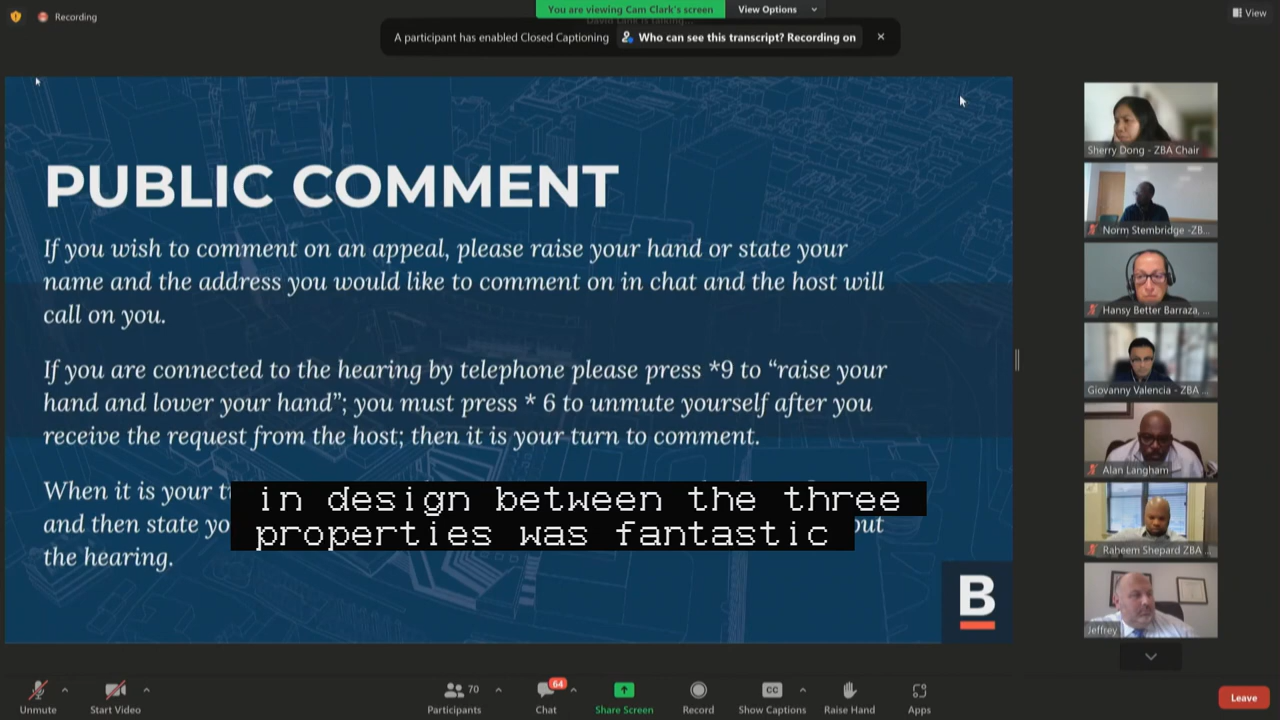 Recording
You are viewing Cam Clark's screen
View Options
View
A participant has enabled Closed Captioning
Who can see this transcript? Recording on
PUBLIC COMMENT
If you wish to comment on an appeal, please raise your hand or state your
name and the address you would like to comment on in chat and the host will
call on you.
If you are connected to the hearing by telephone please press *9 to “raise your
hand and lower your hand”; you must press * 6 to unmute yourself after you
receive the request from the host; then it is your turn to comment.
When it is your
and then state
the hearing.
in design between the three
properties was fantastic
B
Sherry Dong - ZBA Chair
Norm Stembridge -ZB...
Hansy Better Barraza, ...
Giovanny Valencia - ZBA ...
Alan Langham
Raheem Shepard ZBA ...
Jeffrey
Unmute
Start Video
70
Participants
64
Chat
Share Screen
Record
CC
Show Captions
Raise Hand
Apps
Leave